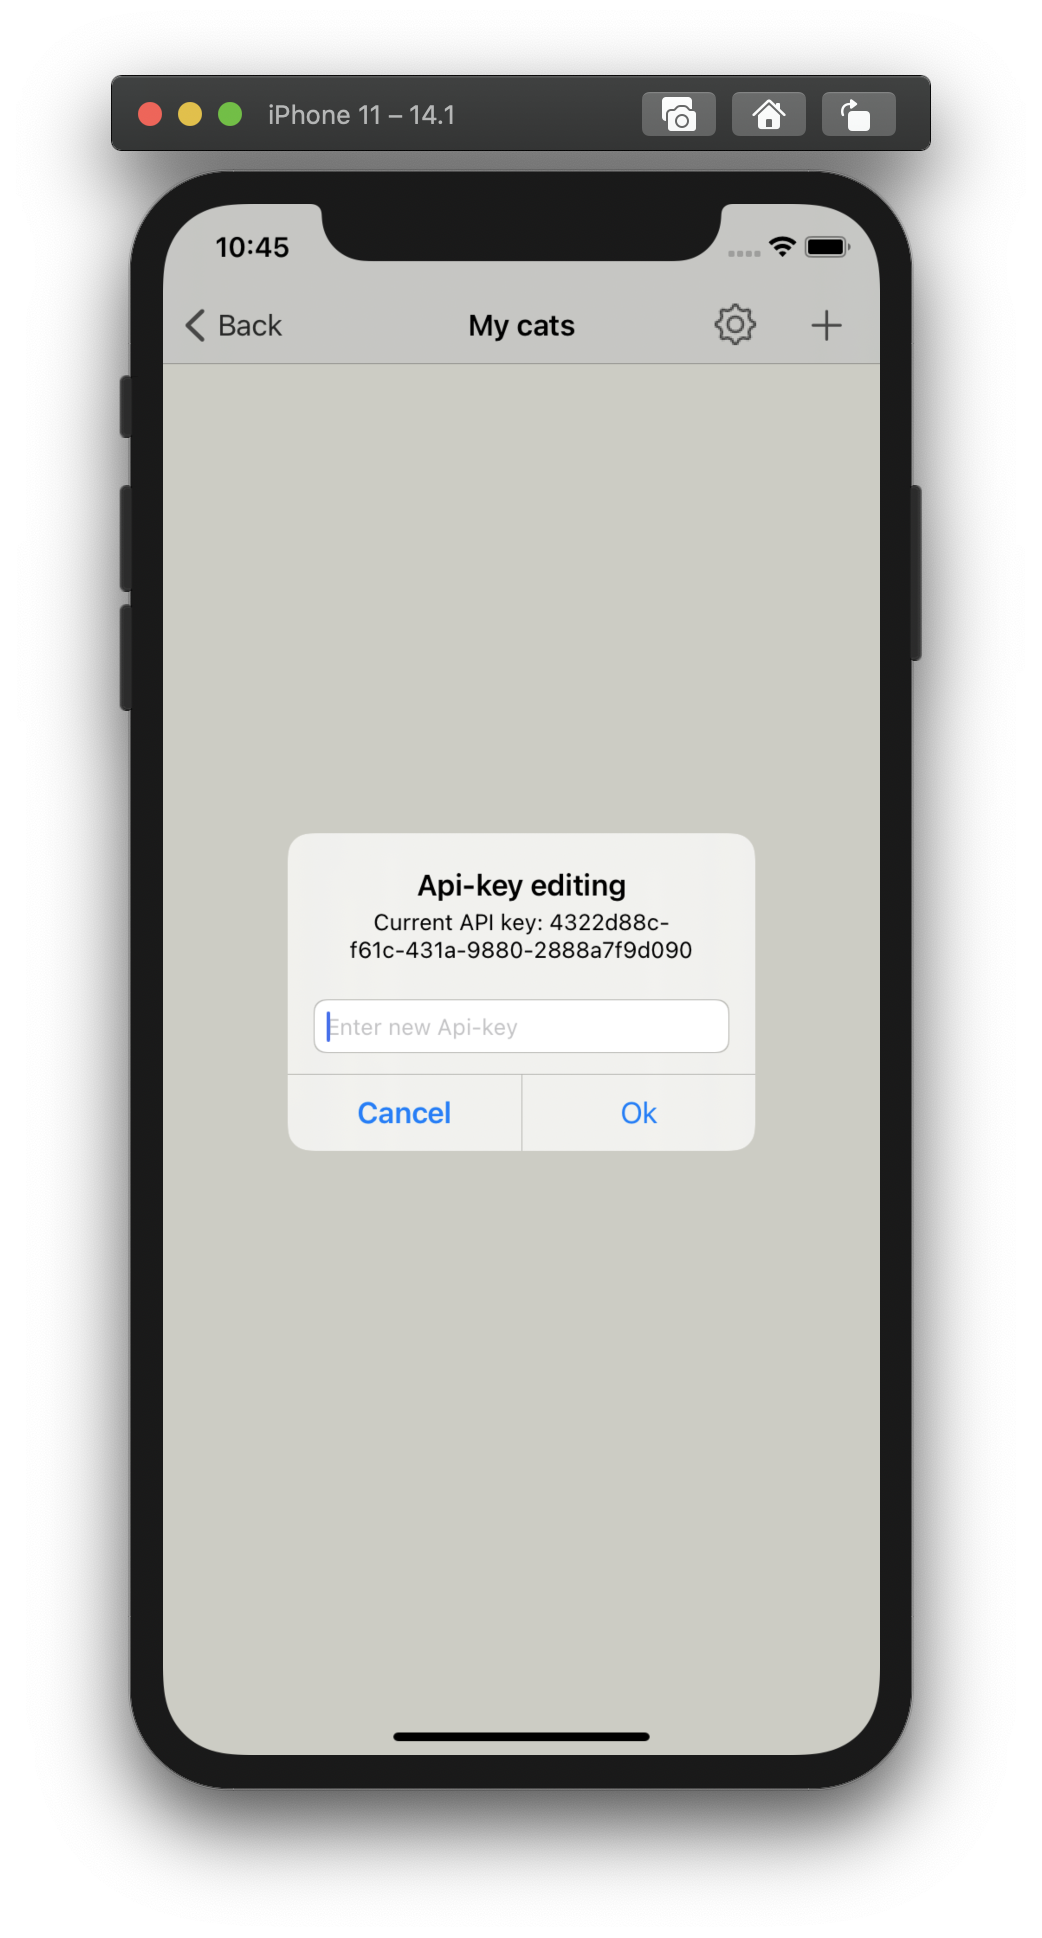 iPhone 11 – 14.1
10:45
Back
My cats
Api-key editing
Current API key: 4322d88c-
f61c-431a-9880-2888a7f9d090
Enter new Api-key
Cancel
Ok